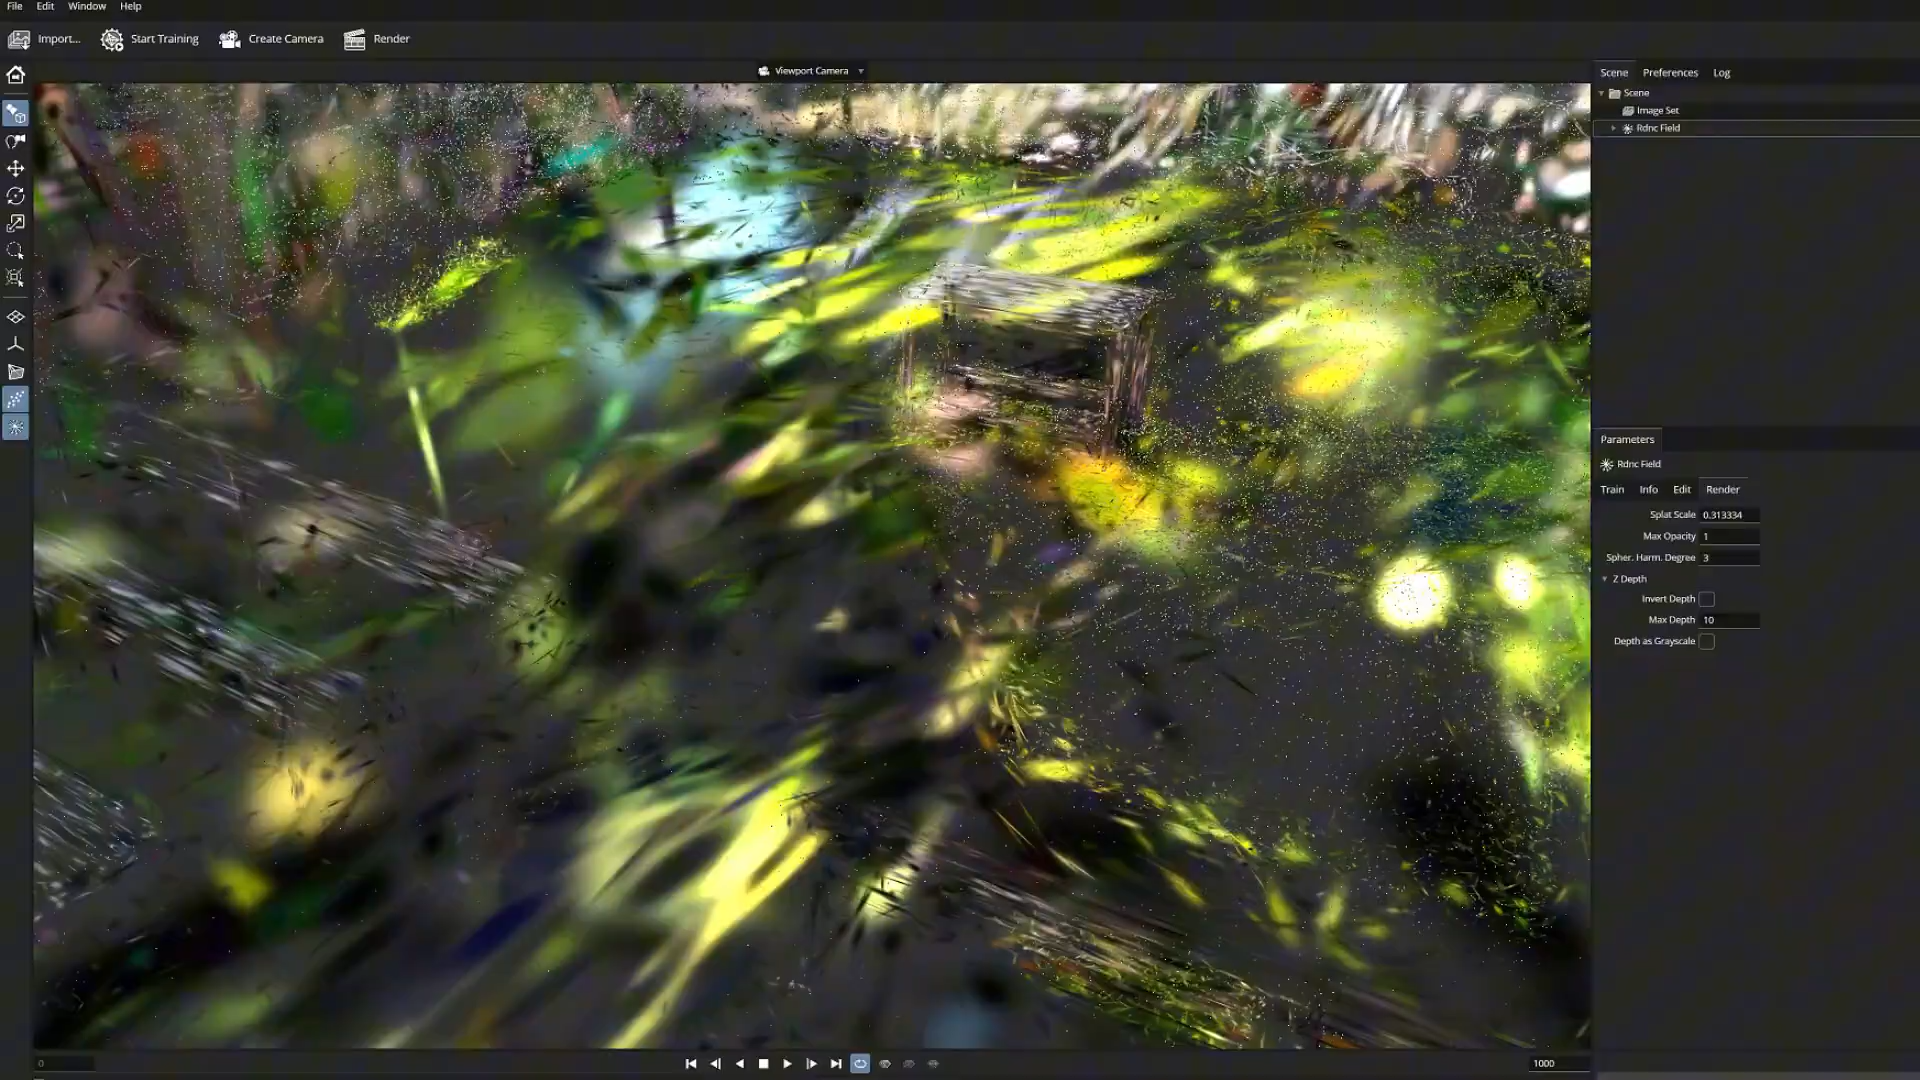 File Edit Window Help
Import... Start Training Create Camera Render
Viewport Camera
Scene Preferences Log
Scene
Image Set
Rdnc Field
Parameters
Rdnc Field
Train Info Edit Render
Splat Scale 0.313334
Max Opacity 1
Spher. Harm. Degree 3
Z Depth
Invert Depth
Max Depth 10
Depth as Grayscale
0 1000